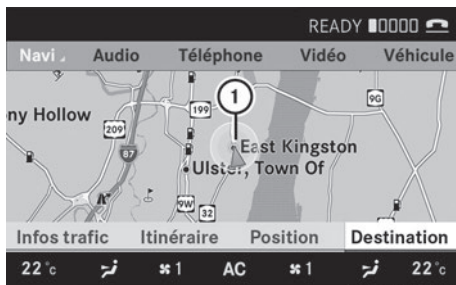 READY
Navi Audio Téléphone Vidéo Véhicule
1
9G
199
ny Hollow
209
East Kingston
87
Ulster, Town Of
9W
32
Infos trafic Itinéraire Position Destination
22°c 1 AC 1 22°c